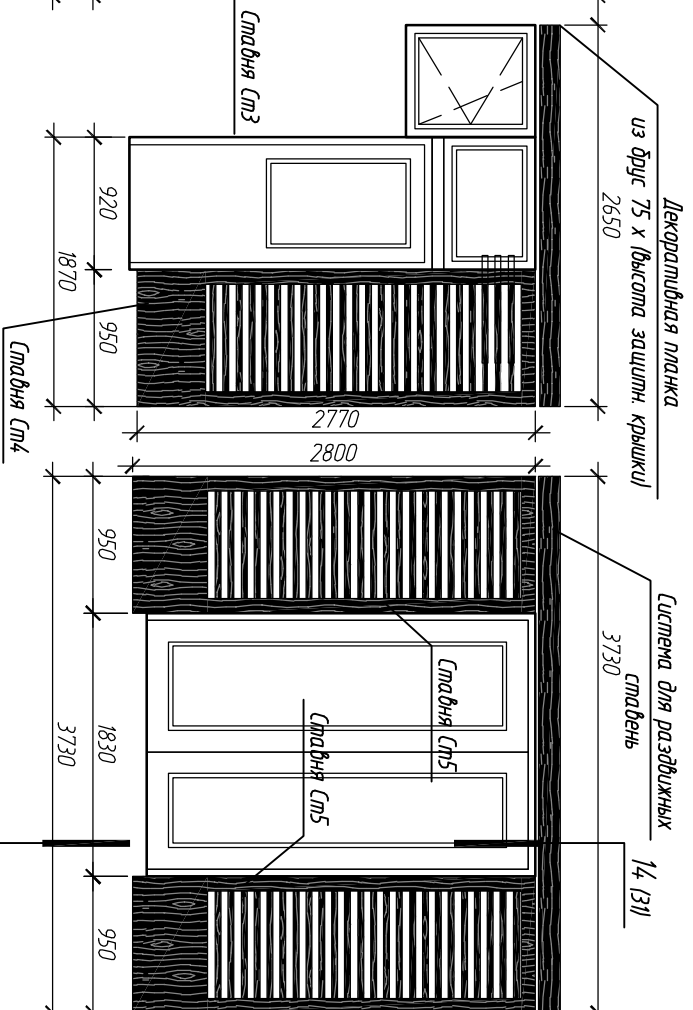 Декоративная планка
из брус 75 х (высота защитн. крышки)
2650
Ставня Ст3
920
950
1870
Ставня Ст4
2770
2800
Система для раздвижных
ставень
3730
14 (31)
Ставня Ст5
Ставня Ст5
950
1830
950
3730